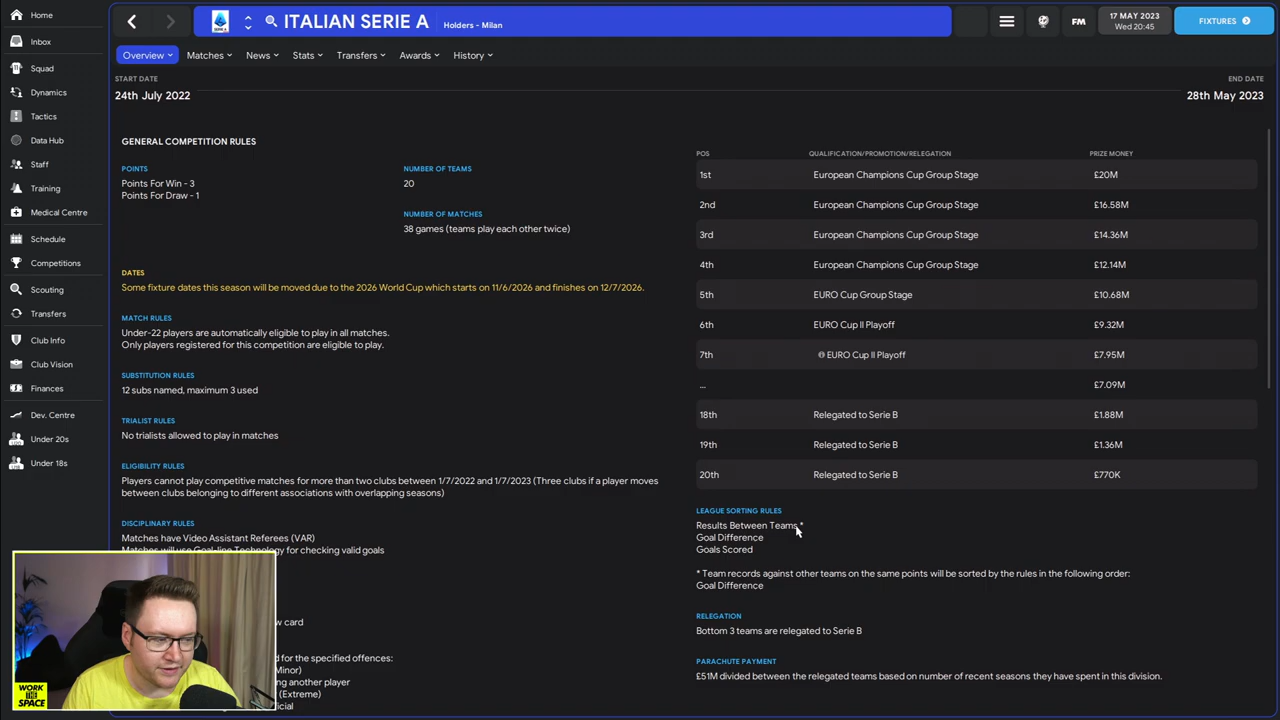 Home
Inbox
Squad
Dynamics
Tactics
Data Hub
Staff
Training
Medical Centre
Schedule
Competitions
Scouting
Transfers
Club Info
Club Vision
Finances
Dev. Centre
Under 20s
Under 18s
ITALIAN SERIE A
Holders - Milan
FM
17 MAY 2023
Wed 20:45
FIXTURES
Overview
Matches
News
Stats
Transfers
Awards
History
START DATE
24th July 2022
END DATE
28th May 2023
GENERAL COMPETITION RULES
POINTS
Points For Win - 3
Points For Draw - 1
NUMBER OF TEAMS
20
NUMBER OF MATCHES
38 games (teams play each other twice)
DATES
Some fixture dates this season will be moved due to the 2026 World Cup which starts on 11/6/2026 and finishes on 12/7/2026.
MATCH RULES
Under-22 players are automatically eligible to play in all matches.
Only players registered for this competition are eligible to play.
SUBSTITUTION RULES
12 subs named, maximum 3 used
TRIALIST RULES
No trialists allowed to play in matches
ELIGIBILITY RULES
Players cannot play competitive matches for more than two clubs between 1/7/2022 and 1/7/2023 (Three clubs if a player moves
between clubs belonging to different associations with overlapping seasons)
DISCIPLINARY RULES
Matches have Video Assistant Referees (VAR)
Matches will use Goal-line Technology for checking valid goals
card
d for the specified offences:
Minor)
ng another player
(Extreme)
icial
POS QUALIFICATION/PROMOTION/RELEGATION PRIZE MONEY
1st European Champions Cup Group Stage £20M
2nd European Champions Cup Group Stage £16.58M
3rd European Champions Cup Group Stage £14.36M
4th European Champions Cup Group Stage £12.14M
5th EURO Cup Group Stage £10.68M
6th EURO Cup II Playoff £9.32M
7th EURO Cup II Playoff £7.95M
... £7.09M
18th Relegated to Serie B £1.88M
19th Relegated to Serie B £1.36M
20th Relegated to Serie B £770K
LEAGUE SORTING RULES
Results Between Teams *
Goal Difference
Goals Scored
* Team records against other teams on the same points will be sorted by the rules in the following order:
Goal Difference
RELEGATION
Bottom 3 teams are relegated to Serie B
PARACHUTE PAYMENT
£51M divided between the relegated teams based on number of recent seasons they have spent in this division.
WORK
THE
SPACE